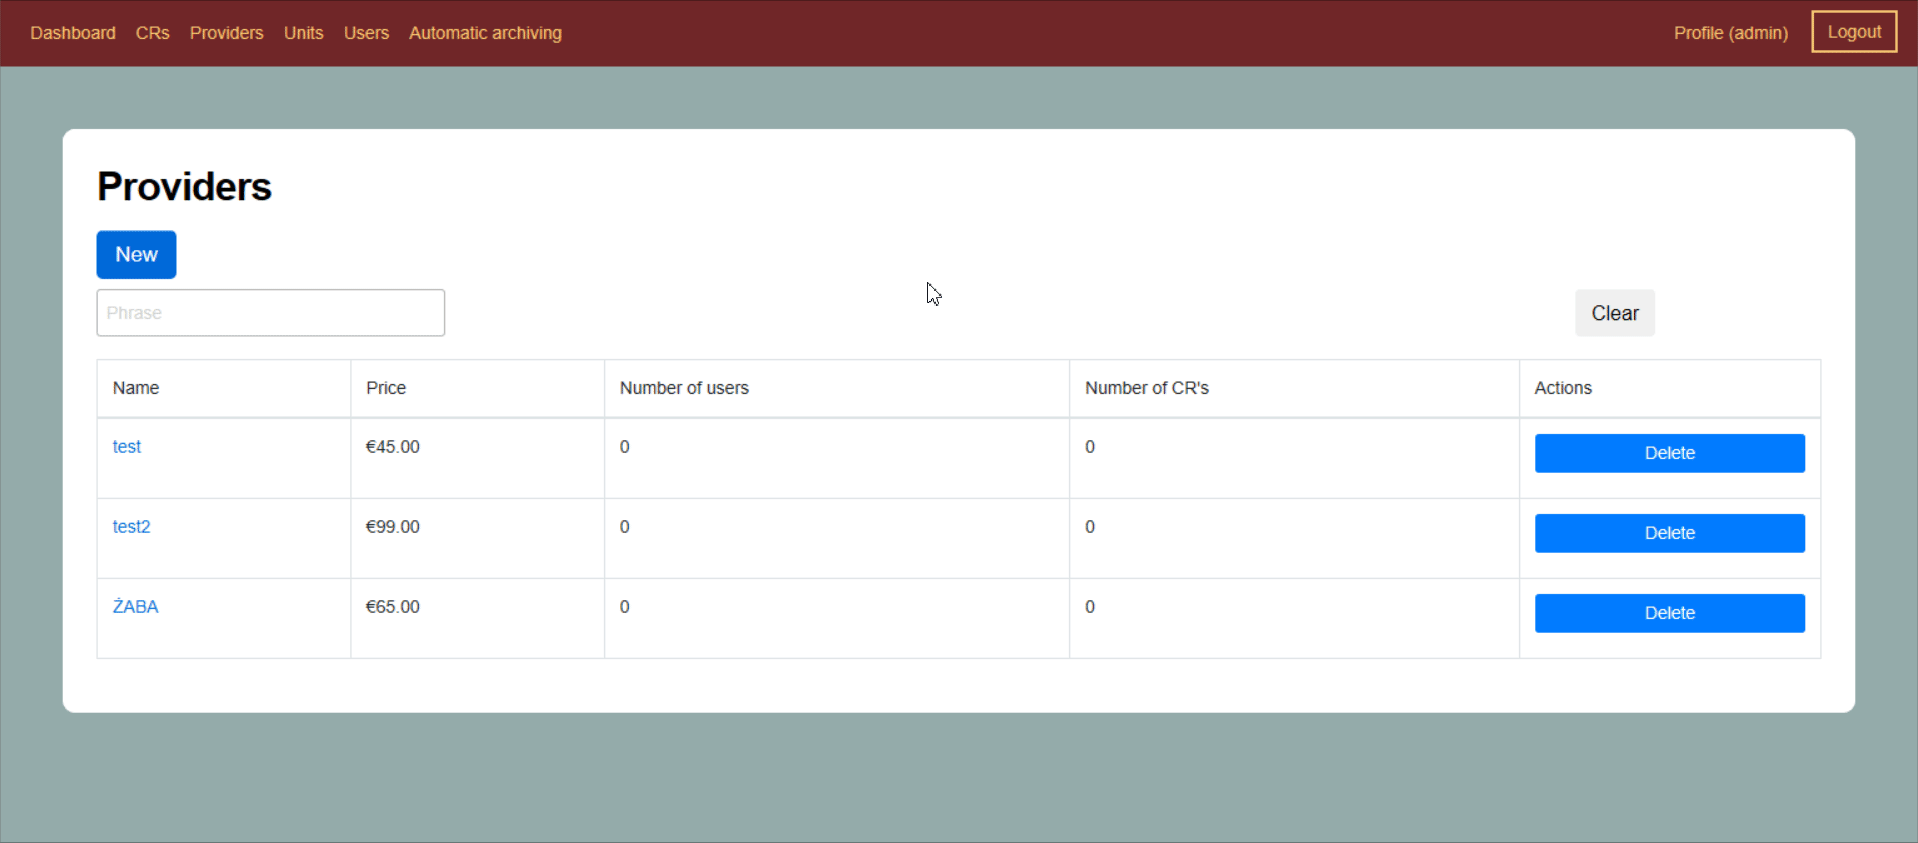 Dashboard CRs Providers Units Users Automatic archiving Profile (admin) Logout
Providers
New
Phrase Clear
Name Price Number of users Number of CR's Actions
test €45.00 0 0 Delete
test2 €99.00 0 0 Delete
ŻABA €65.00 0 0 Delete